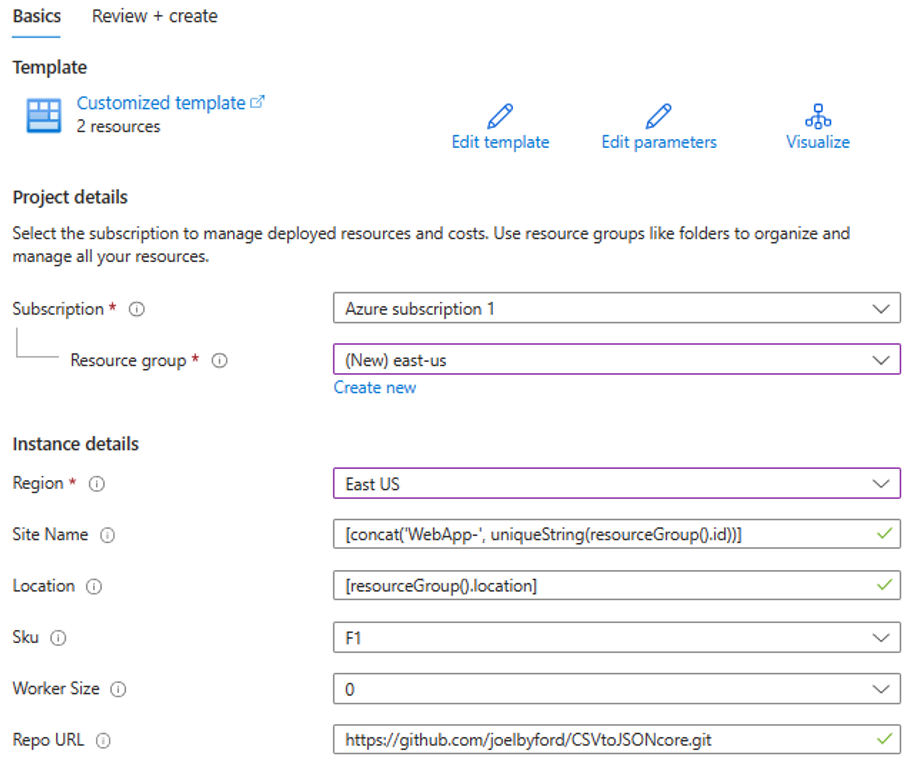 Basics Review + create
Template
Customized template
2 resources
Edit template Edit parameters Visualize
Project details
Select the subscription to manage deployed resources and costs. Use resource groups like folders to organize and
manage all your resources.
Subscription * Azure subscription 1
Resource group * (New) east-us
Create new
Instance details
Region * East US
Site Name [concat('WebApp-', uniqueString(resourceGroup().id))]
Location [resourceGroup().location]
Sku F1
Worker Size 0
Repo URL https://github.com/joelbyford/CSVtoJSONcore.git